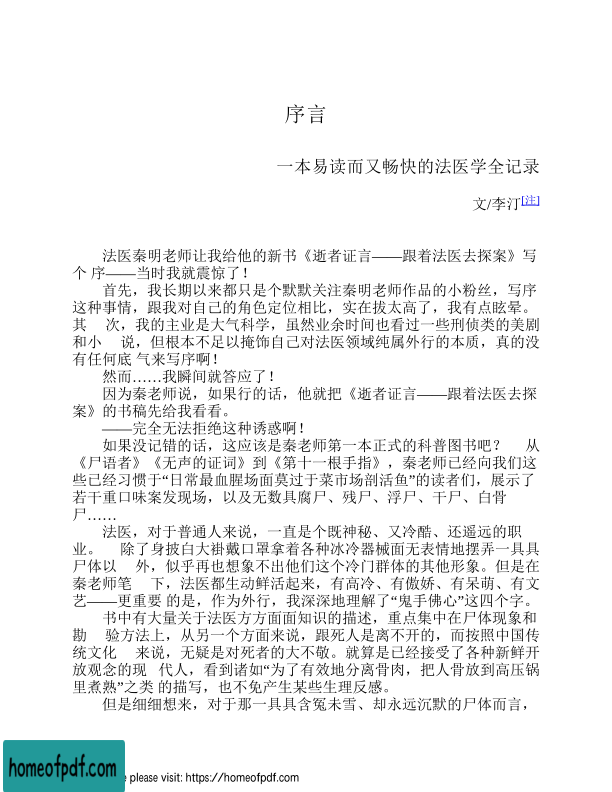 序言
一本易读而又畅快的法医学全记录
文/李汀[注]
法医秦明老师让我给他的新书《逝者证言——跟着法医去探案》写
个 序——当时我就震惊了！
首先，我长期以来都只是个默默关注秦明老师作品的小粉丝，写序
这种事情，跟我对自己的角色定位相比，实在拔太高了，我有点眩晕。
其 次，我的主业是大气科学，虽然业余时间也看过一些刑侦类的美剧
和小 说，但根本不足以掩饰自己对法医领域纯属外行的本质，真的没
有任何底 气来写序啊！
然而……我瞬间就答应了！
因为秦老师说，如果行的话，他就把《逝者证言——跟着法医去探
案》的书稿先给我看看。
——完全无法拒绝这种诱惑啊！
如果没记错的话，这应该是秦老师第一本正式的科普图书吧？ 从
《尸语者》《无声的证词》到《第十一根手指》，秦老师已经向我们这
些已经习惯于“日常最血腥场面莫过于菜市场剖活鱼”的读者们，展示了
若干重口味案发现场，以及无数具腐尸、残尸、浮尸、干尸、白骨
尸……
法医，对于普通人来说，一直是个既神秘、又冷酷、还遥远的职
业。 除了身披白大褂戴口罩拿着各种冰冷器械面无表情地摆弄一具具
尸体以 外，似乎再也想象不出他们这个冷门群体的其他形象。但是在
秦老师笔 下，法医都生动鲜活起来，有高冷、有傲娇、有呆萌、有文
艺——更重要 的是，作为外行，我深深地理解了“鬼手佛心”这四个字。
书中有大量关于法医方方面面知识的描述，重点集中在尸体现象和
勘 验方法上，从另一个方面来说，跟死人是离不开的，而按照中国传
统文化 来说，无疑是对死者的大不敬。就算是已经接受了各种新鲜开
放观念的现 代人，看到诸如“为了有效地分离骨肉，把人骨放到高压锅
里煮熟”之类 的描写，也不免产生某些生理反感。
但是细细想来，对于那一具具含冤未雪、却永远沉默的尸体而言，
homeofpdf.com
e please visit: https://homeofpdf.com